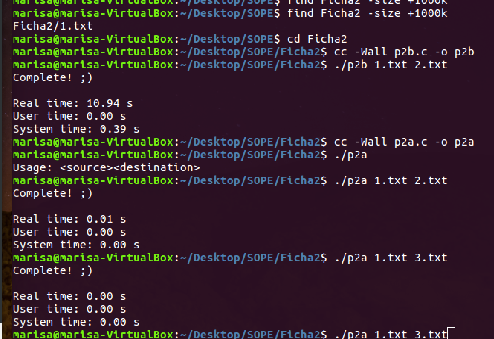 marisa@marisa-VirtualBox:~/Desktop/SOPE$ find Ficha2 -size +1000k
marisa@marisa-VirtualBox:~/Desktop/SOPE$ find Ficha2 -size +1000k
Ficha2/1.txt
marisa@marisa-VirtualBox:~/Desktop/SOPE$ cd Ficha2
marisa@marisa-VirtualBox:~/Desktop/SOPE/Ficha2$ cc -Wall p2b.c -o p2b
marisa@marisa-VirtualBox:~/Desktop/SOPE/Ficha2$ ./p2b 1.txt 2.txt
Complete! ;)
Real time: 10.94 s
User time: 0.00 s
System time: 0.39 s
marisa@marisa-VirtualBox:~/Desktop/SOPE/Ficha2$ cc -Wall p2a.c -o p2a
marisa@marisa-VirtualBox:~/Desktop/SOPE/Ficha2$ ./p2a
Usage: <source><destination>
marisa@marisa-VirtualBox:~/Desktop/SOPE/Ficha2$ ./p2a 1.txt 2.txt
Complete! ;)
Real time: 0.01 s
User time: 0.00 s
System time: 0.00 s
marisa@marisa-VirtualBox:~/Desktop/SOPE/Ficha2$ ./p2a 1.txt 3.txt
Complete! ;)
Real time: 0.00 s
User time: 0.00 s
System time: 0.00 s
marisa@marisa-VirtualBox:~/Desktop/SOPE/Ficha2$ ./p2a 1.txt 3.txt